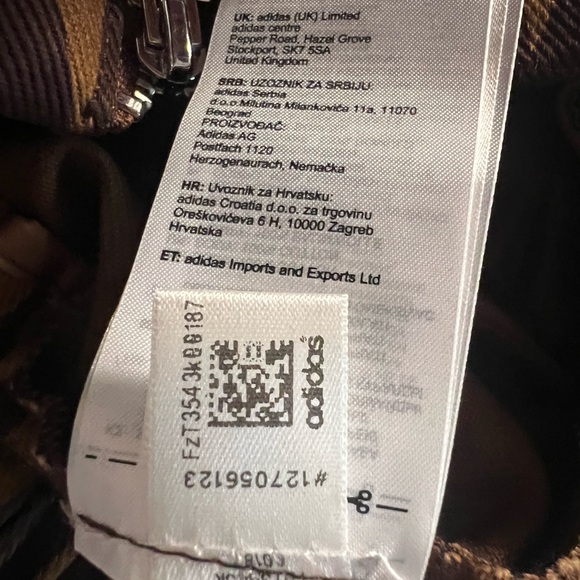 UK: adidas (UK) Limited
adidas centre
Pepper Road, Hazel Grove
Stockport, SK7 5SA
United Kingdom
SRB: UZOZNIK ZA SRBIJU:
adidas Serbia
d.o.o Milutina Milankoviča 11a, 11070
Beograd
PROIZVOĐAČ:
Adidas AG
Postfach 1120
Herzogenaurach, Nemačka
HR: Uvoznik za Hrvatsku:
adidas Croatia d.o.o. za trgovinu
Oreškovićeva 6 H, 10000 Zagreb
Hrvatska
ET: adidas Imports and Exports Ltd
FzT3543k00187
adidas
#127056123